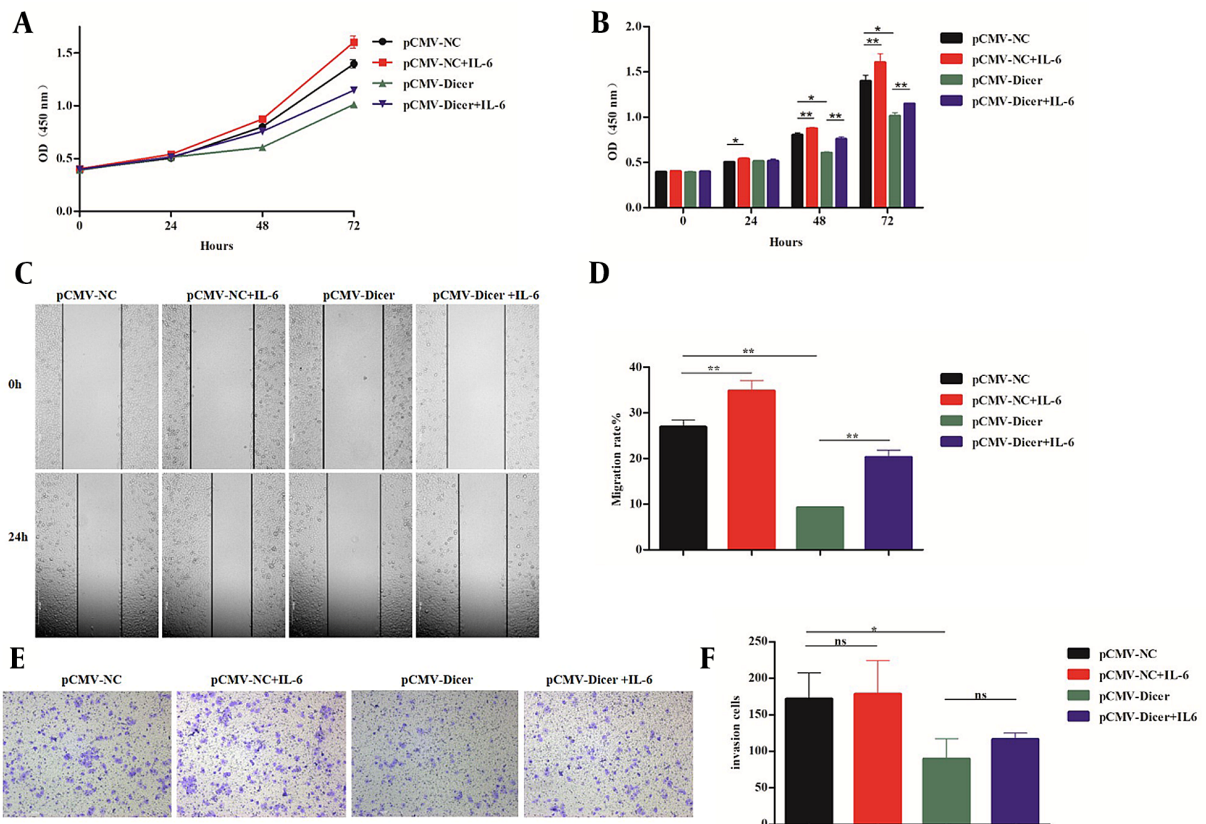 A
1.5
1.0
0.5
0.0
OD（450 nm）
0
24
48
72
Hours
pCMV-NC
pCMV-NC+IL-6
pCMV-Dicer
pCMV-Dicer+IL-6
B
2.0
1.5
1.0
0.5
0.0
OD（450 nm）
*
*
**
**
*
**
**
0
24
48
72
Hours
pCMV-NC
pCMV-NC+IL-6
pCMV-Dicer
pCMV-Dicer+IL-6
C
pCMV-NC
pCMV-NC+IL-6
pCMV-Dicer
pCMV-Dicer +IL-6
0h
24h
D
40
30
20
10
0
Migration rate%
**
**
**
pCMV-NC
pCMV-NC+IL-6
pCMV-Dicer
pCMV-Dicer+IL-6
E
pCMV-NC
pCMV-NC+IL-6
pCMV-Dicer
pCMV-Dicer +IL-6
F
250
200
150
100
50
0
invasion cells
*
ns
ns
pCMV-NC
pCMV-NC+IL-6
pCMV-Dicer
pCMV-Dicer+IL6